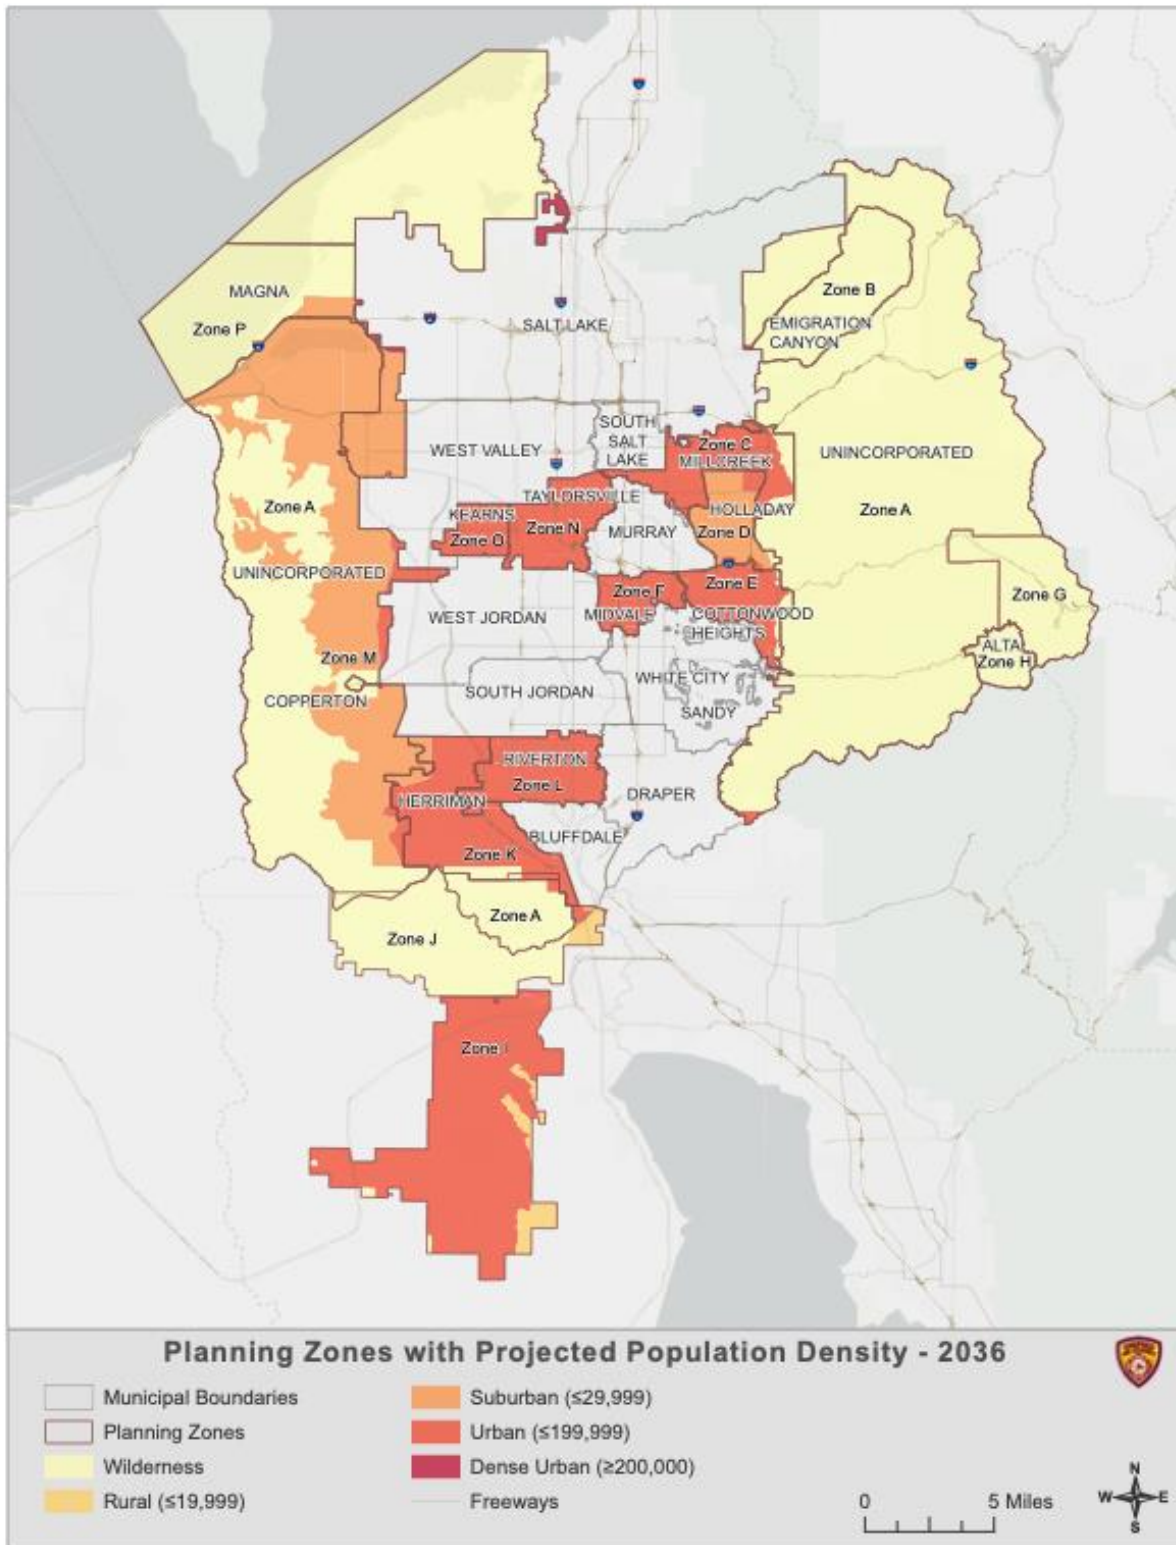 MAGNA
Zone P
SALT LAKE
Zone B
EMIGRATION
CANYON
SOUTH
SALT
LAKE
WEST VALLEY
Zone C
MILLCREEK
UNINCORPORATED
Zone A
TAYLORSVILLE
HOLLADAY
Zone A
KEARNS
Zone O
Zone N
MURRAY
Zone D
UNINCORPORATED
Zone F
MIDVALE
Zone E
COTTONWOOD
HEIGHTS
Zone G
WEST JORDAN
ALTA
Zone H
Zone M
COPPERTON
SOUTH JORDAN
WHITE CITY
SANDY
RIVERTON
Zone L
HERRIMAN
DRAPER
BLUFFDALE
Zone K
Zone A
Zone J
Zone I
Planning Zones with Projected Population Density - 2036
Municipal Boundaries
Planning Zones
Wilderness
Rural (≤19,999)
Suburban (≤29,999)
Urban (≤199,999)
Dense Urban (≥200,000)
Freeways
0 5 Miles
N
W E
S